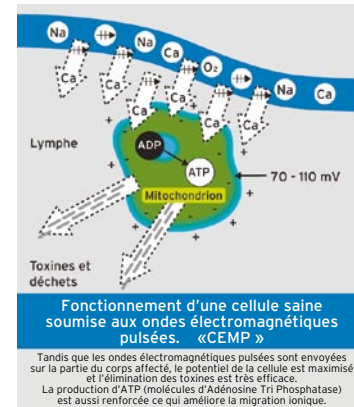 Na
Na
Ca
O₂
Na
Ca
Ca
Ca
Ca
Ca
Ca
Ca
Lymphe
ADP
ATP
70 - 110 mV
Mitochondrion
Toxines et
déchets
Fonctionnement d'une cellule saine
soumise aux ondes électromagnétiques
pulsées. «CEMP »
Tandis que les ondes électromagnétiques pulsées sont envoyées
sur la partie du corps affecté, le potentiel de la cellule est maximisé
et l'élimination des toxines est très efficace.
La production d'ATP (molécules d'Adénosine Tri Phosphatase)
est aussi renforcée ce qui améliore la migration ionique.